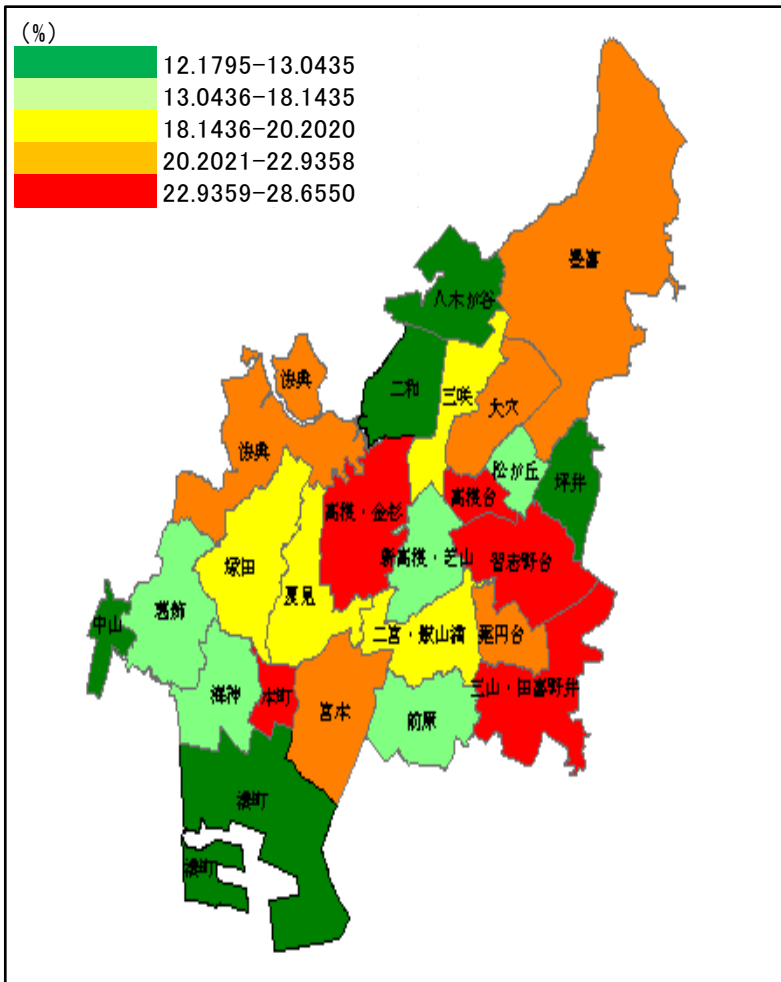 (%)
12.1795-13.0435
13.0436-18.1435
18.1436-20.2020
20.2021-22.9358
22.9359-28.6550
豊富
八木が谷
二和
三咲
法典
大穴
法典
松が丘
坪井
高根台
高根・金杉
新高根・芝山
習志野台
塚田
夏見
葛飾
中山
二宮・飯山満
薬円台
海神
本町
宮本
前原
三山・田喜野井
湊町
湊町